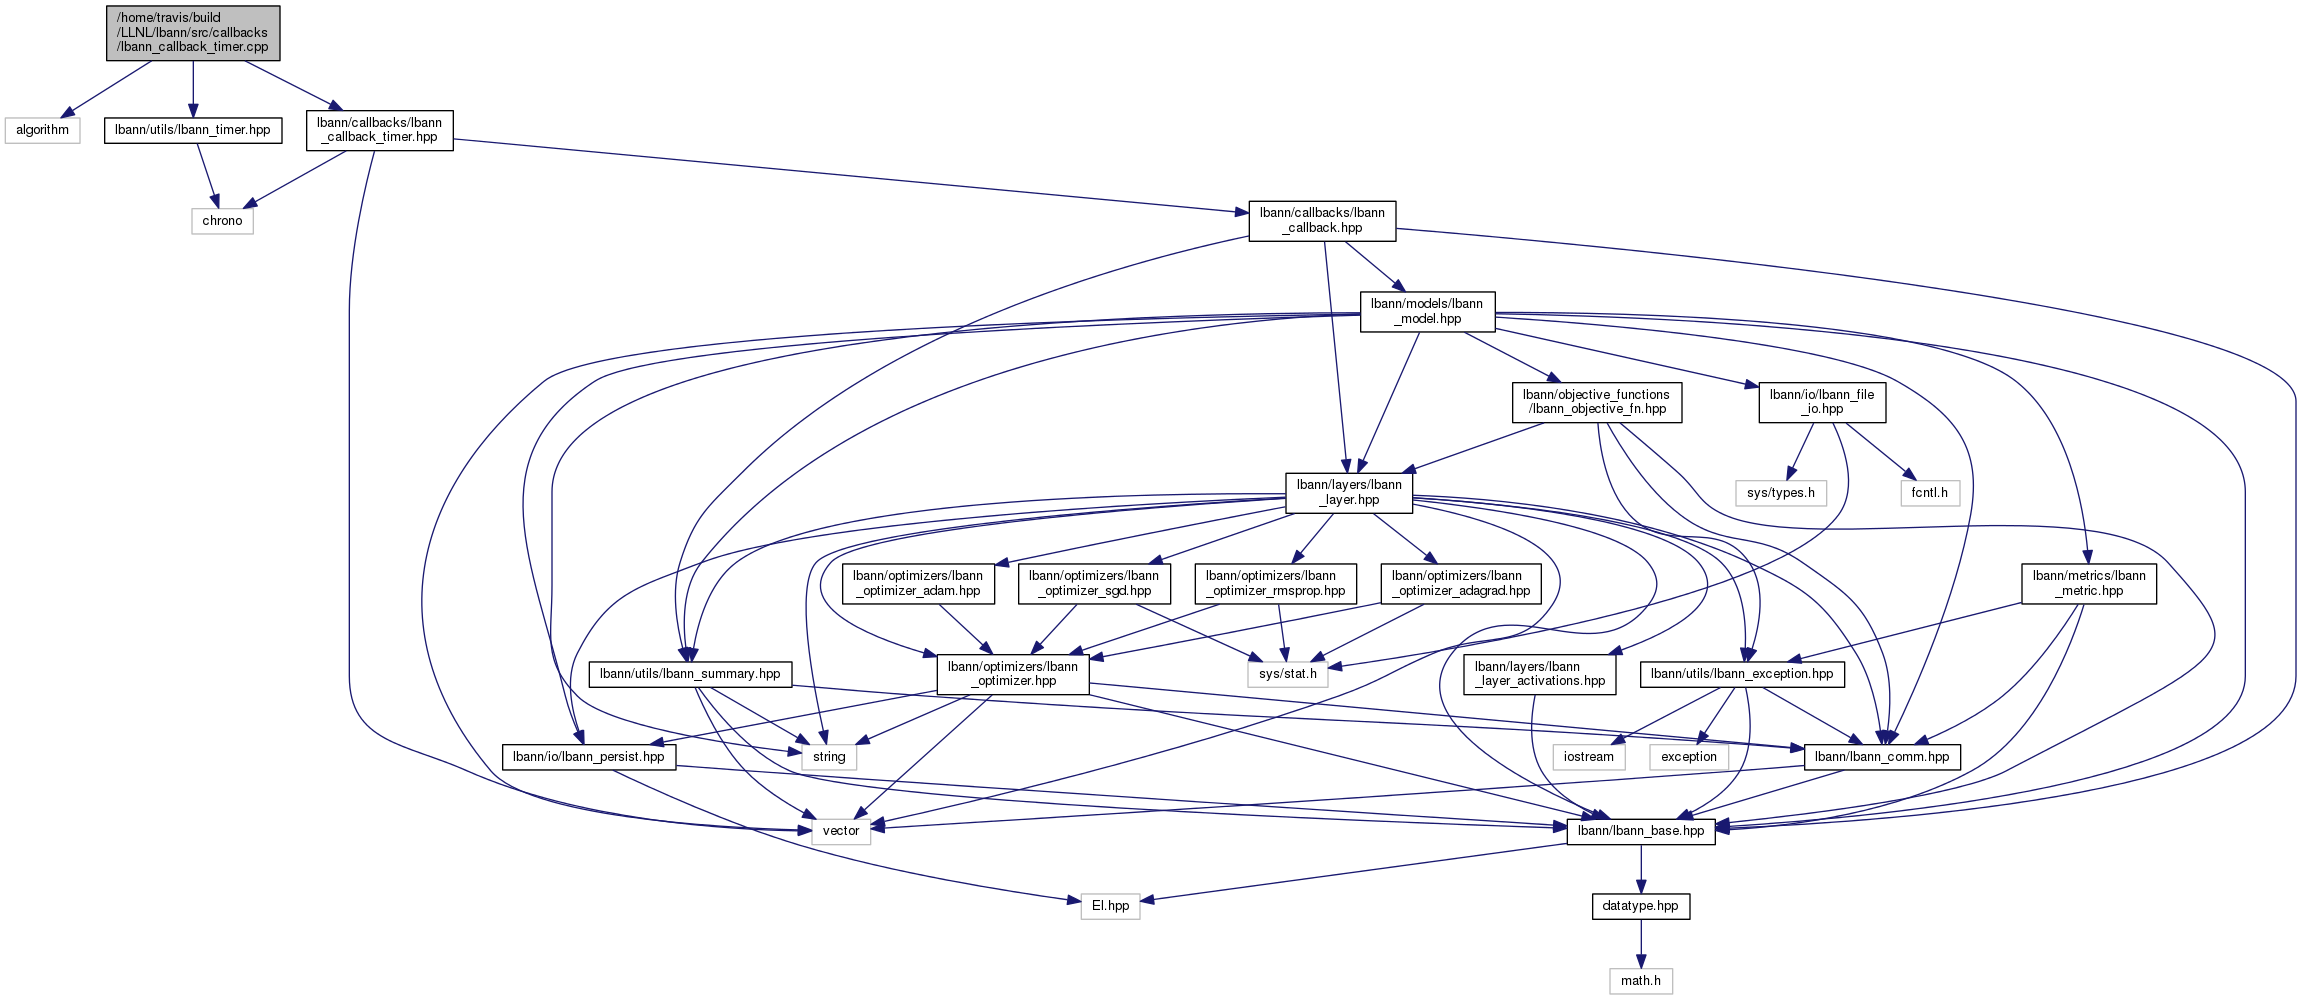 /home/travis/build
/LLNL/lbann/src/callbacks
/lbann_callback_timer.cpp
algorithm
lbann/utils/lbann_timer.hpp
lbann/callbacks/lbann
_callback_timer.hpp
chrono
lbann/callbacks/lbann
_callback.hpp
lbann/models/lbann
_model.hpp
lbann/objective_functions
/lbann_objective_fn.hpp
lbann/io/lbann_file
_io.hpp
lbann/layers/lbann
_layer.hpp
sys/types.h
fcntl.h
lbann/optimizers/lbann
_optimizer_adam.hpp
lbann/optimizers/lbann
_optimizer_sgd.hpp
lbann/optimizers/lbann
_optimizer_rmsprop.hpp
lbann/optimizers/lbann
_optimizer_adagrad.hpp
lbann/metrics/lbann
_metric.hpp
lbann/utils/lbann_summary.hpp
lbann/optimizers/lbann
_optimizer.hpp
sys/stat.h
lbann/layers/lbann
_layer_activations.hpp
lbann/utils/lbann_exception.hpp
lbann/io/lbann_persist.hpp
string
iostream
exception
lbann/lbann_comm.hpp
vector
lbann/lbann_base.hpp
El.hpp
datatype.hpp
math.h